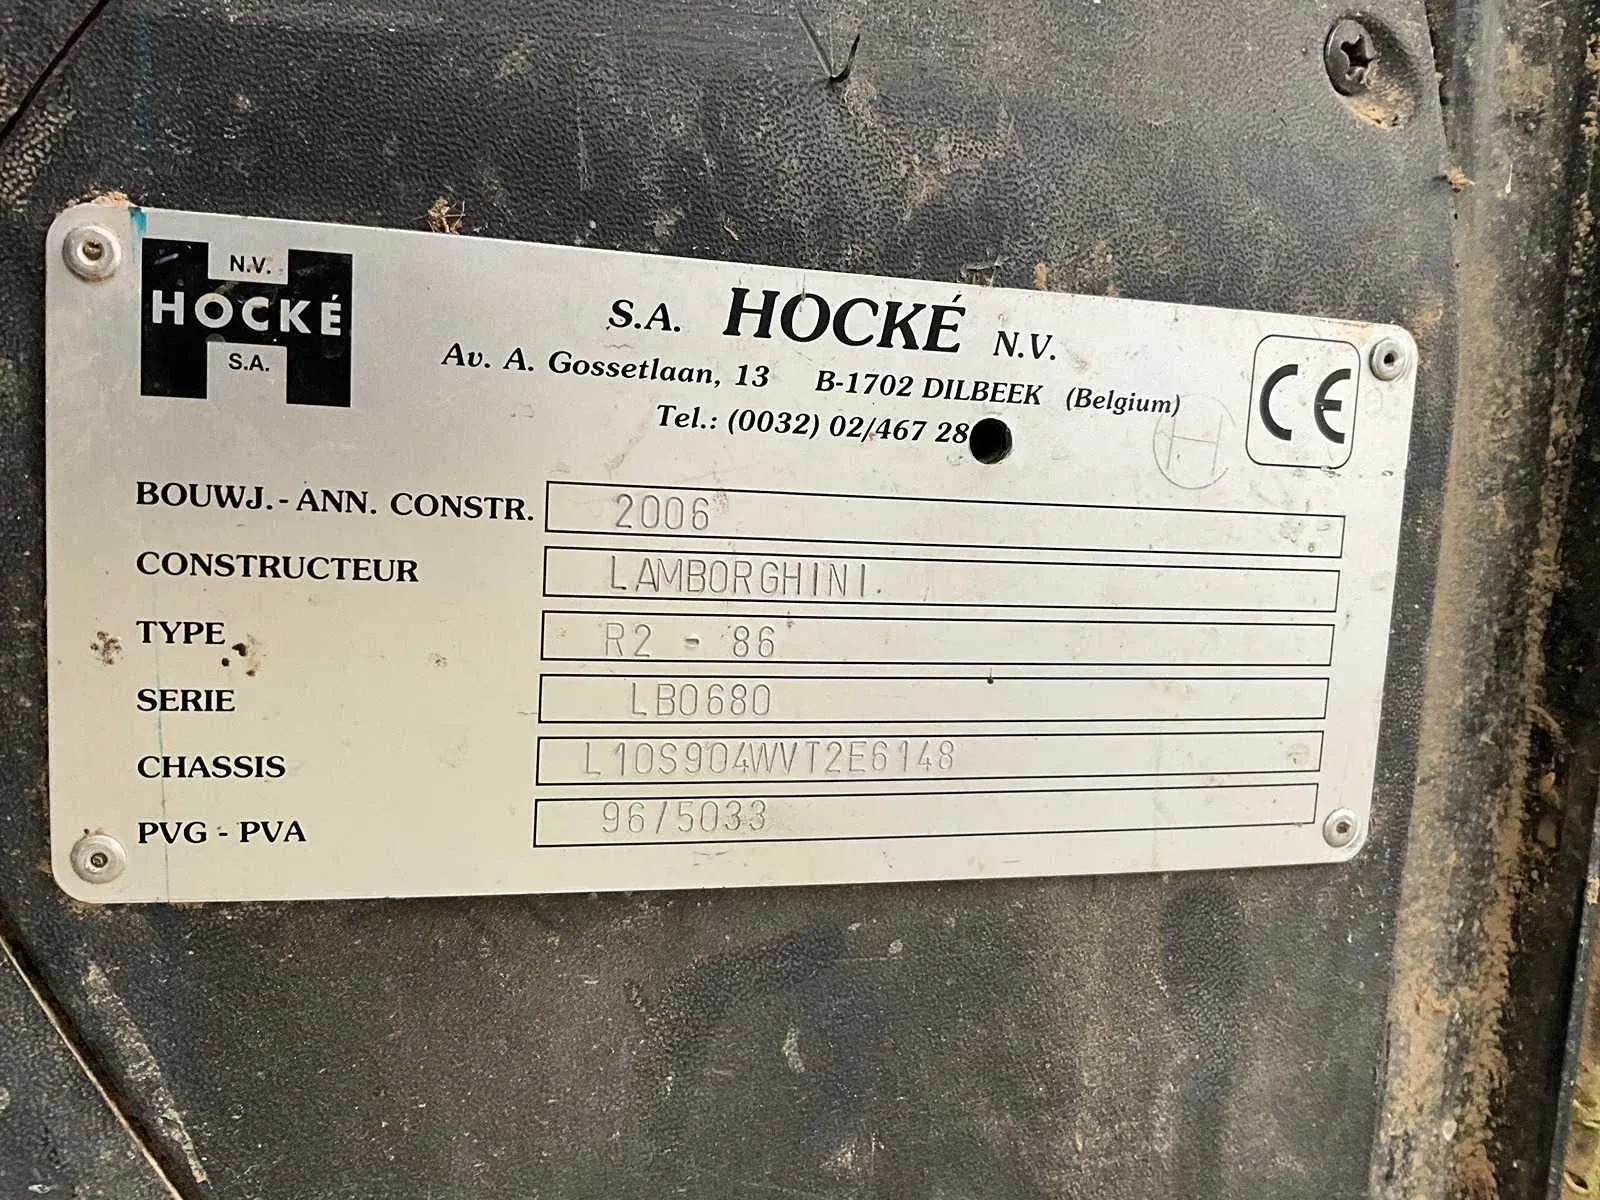 N.V.
HOCKÉ
S.A.
S.A. HOCKÉ N.V.
Av. A. Gossetlaan, 13 B-1702 DILBEEK (Belgium)
Tel.: (0032) 02/467 28
H
CE
BOUWJ.-ANN. CONSTR. 2006
CONSTRUCTEUR LAMBORGHINI.
TYPE R2 - 86
SERIE LB0680
CHASSIS L10S904WVT2E6148
PVG - PVA 96/5033